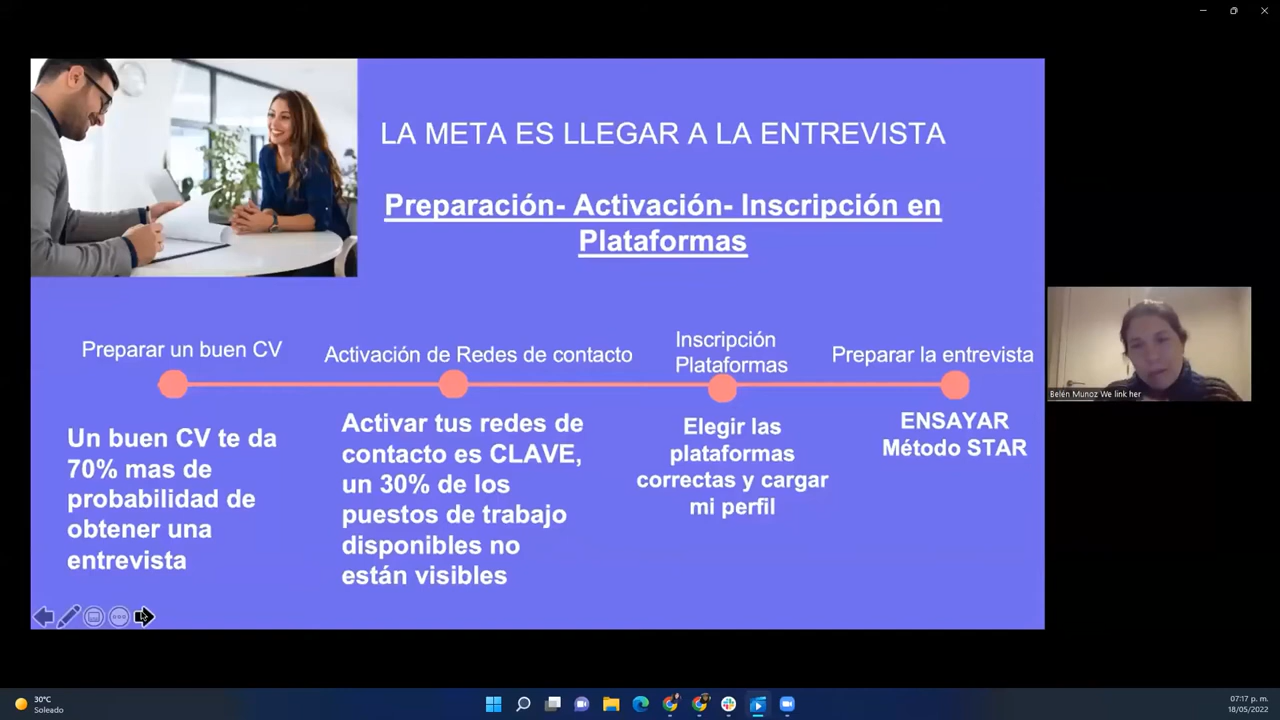 LA META ES LLEGAR A LA ENTREVISTA
Preparación- Activación- Inscripción en
Plataformas
Preparar un buen CV
Un buen CV te da
70% mas de
probabilidad de
obtener una
entrevista
Activación de Redes de contacto
Activar tus redes de
contacto es CLAVE,
un 30% de los
puestos de trabajo
disponibles no
están visibles
Inscripción
Plataformas
Elegir las
plataformas
correctas y cargar
mi perfil
Preparar la entrevista
ENSAYAR
Método STAR
Belén Munoz We link her
30°C
Soleado
07:17 p. m.
18/05/2022